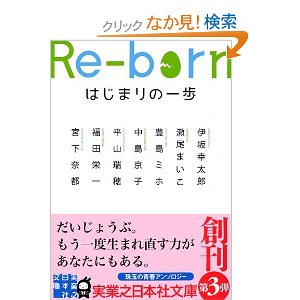 なか見!検索
Re-born
はじまりの一歩
伊坂幸太郎
瀬尾まいこ
豊島ミホ
中島京子
平山瑞穂
福田栄一
宮下奈都
だいじょうぶ。
もう一度生まれ直す力が
あなたにもある。
珠玉の青春アンソロジー
創刊
第3弾
実業之日本社文庫